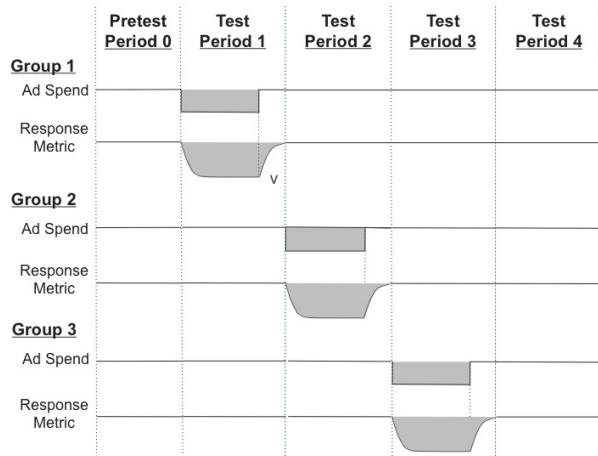 Pretest Test Test Test Test
Period 0 Period 1 Period 2 Period 3 Period 4
Group 1
Ad Spend
Response
Metric
v
Group 2
Ad Spend
Response
Metric
Group 3
Ad Spend
Response
Metric